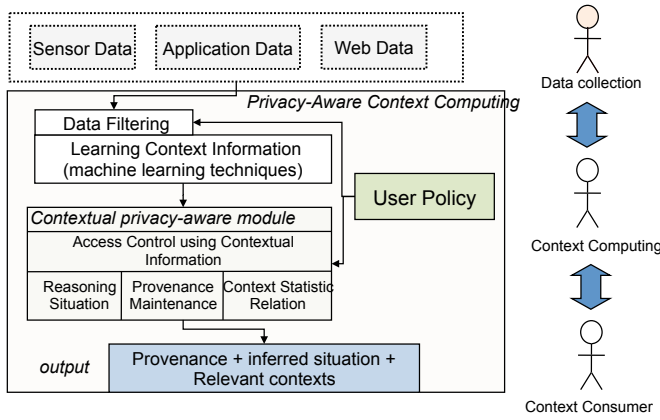 Sensor Data
Application Data
Web Data
Data collection
Privacy-Aware Context Computing
Data Filtering
Learning Context Information
(machine learning techniques)
User Policy
Contextual privacy-aware module
Access Control using Contextual
Information
Reasoning
Situation
Provenance
Maintenance
Context Statistic
Relation
Context Computing
output
Provenance + inferred situation +
Relevant contexts
Context Consumer